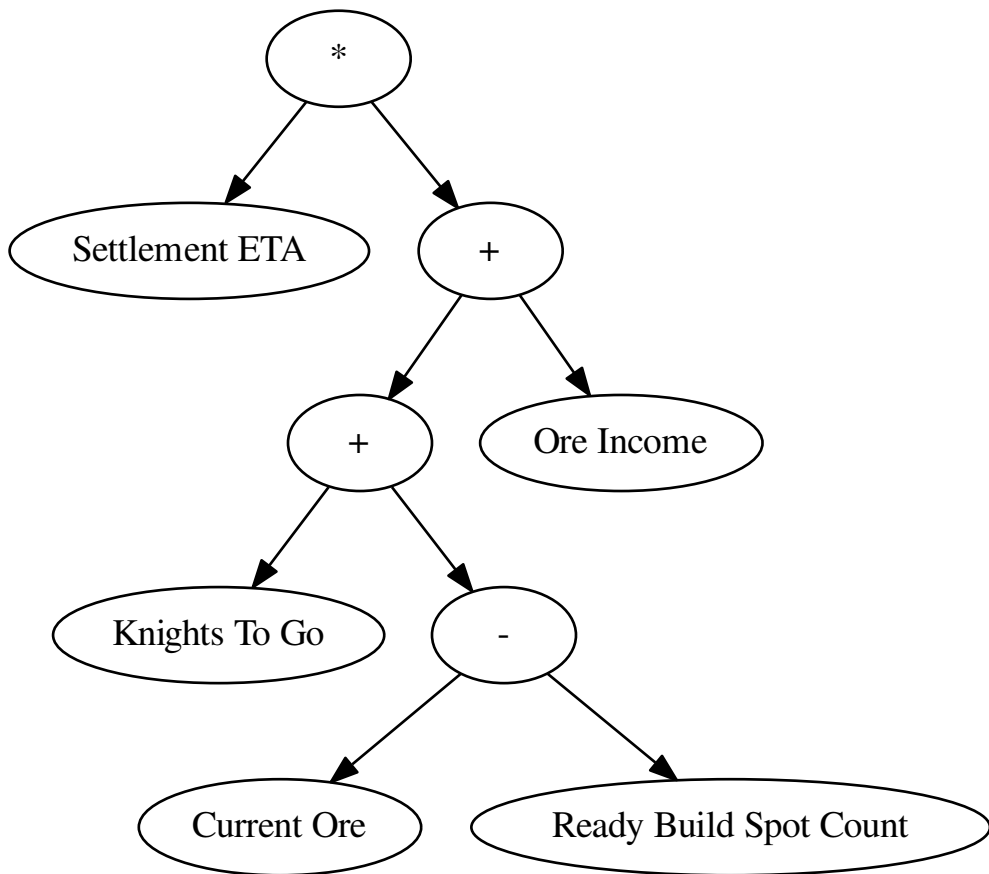 *
Settlement ETA
+
+
Ore Income
Knights To Go
-
Current Ore
Ready Build Spot Count